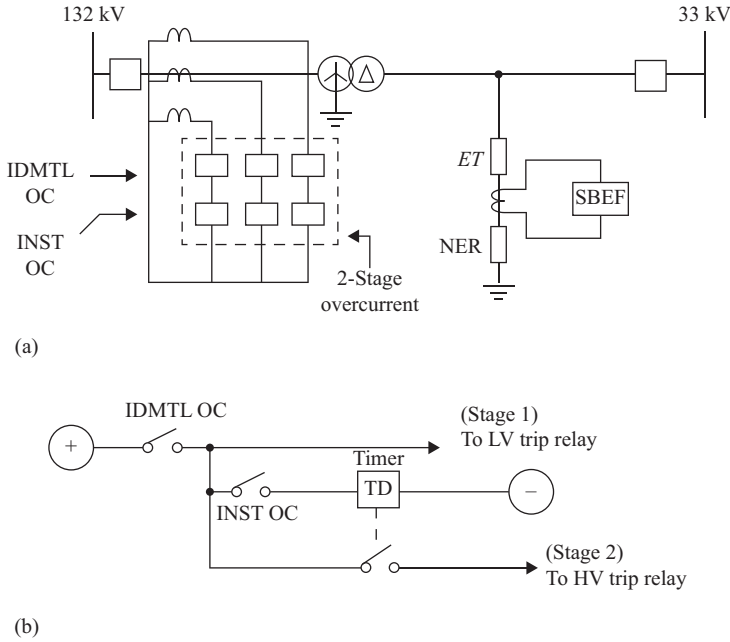 132 kV
33 kV
IDMTL
OC
INST
OC
ET
SBEF
NER
2-Stage
overcurrent
(a)
IDMTL OC
(Stage 1)
To LV trip relay
+
Timer
TD
−
INST OC
(Stage 2)
To HV trip relay
(b)